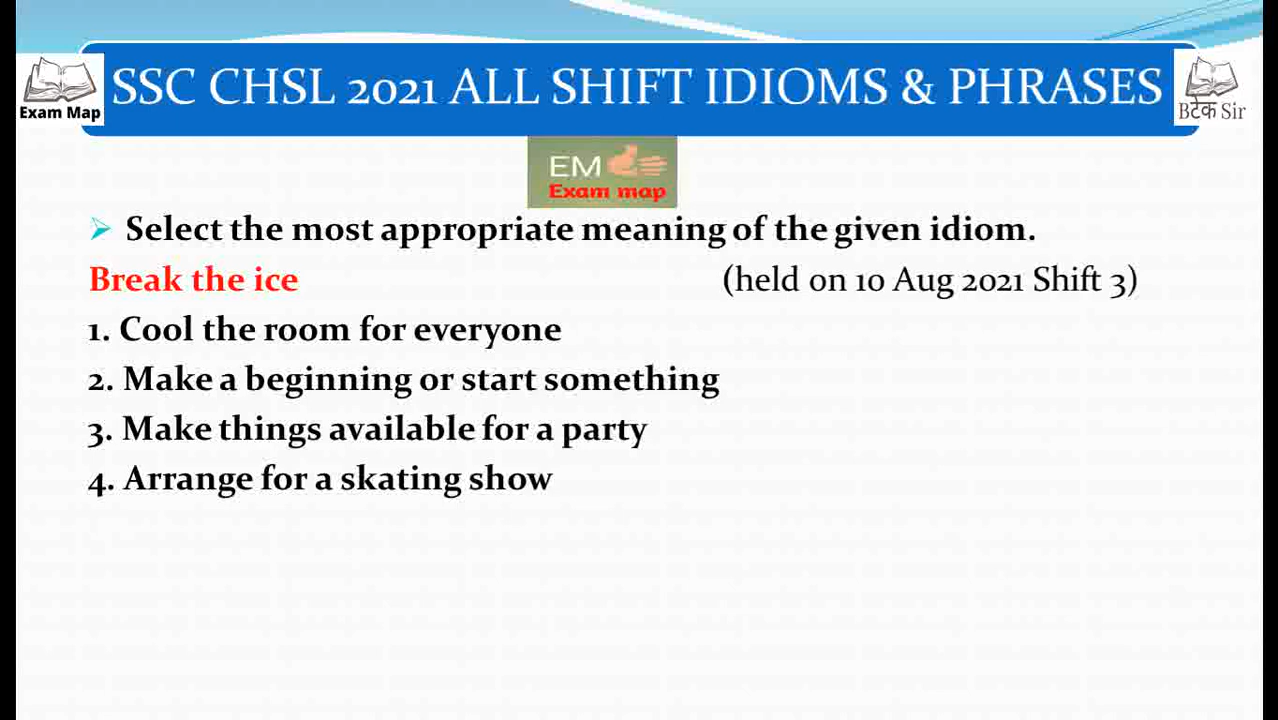 SSC CHSL 2021 ALL SHIFT IDIOMS & PHRASES
Exam Map
Bटेक Sir
EM
Exam map
➢ Select the most appropriate meaning of the given idiom.
Break the ice (held on 10 Aug 2021 Shift 3)
1. Cool the room for everyone
2. Make a beginning or start something
3. Make things available for a party
4. Arrange for a skating show